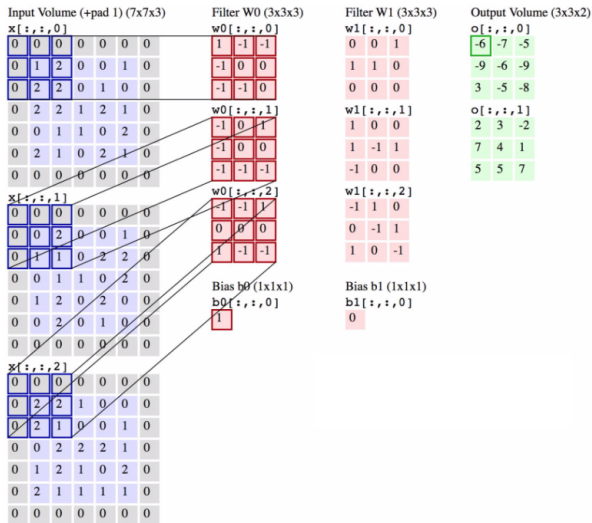 Input Volume (+pad 1) (7x7x3)
x[:,:,0]
0 0 0 0 0 0 0
0 1 2 0 0 1 0
0 2 2 0 1 0 0
0 2 2 1 2 1 0
0 0 1 1 0 2 0
0 2 1 0 2 1 0
0 0 0 0 0 0 0
x[:,:,1]
0 0 0 0 0 0 0
0 0 2 0 0 1 0
0 1 1 0 2 2 0
0 0 1 1 0 2 0
0 1 2 0 2 0 0
0 0 2 0 1 0 0
0 0 0 0 0 0 0
x[:,:,2]
0 0 0 0 0 0 0
0 2 2 1 0 0 0
0 2 1 0 0 1 0
0 0 2 2 2 1 0
0 1 2 1 0 2 0
0 2 1 1 1 1 0
0 0 0 0 0 0 0
Filter W0 (3x3x3)
w0[:,:,0]
1 -1 -1
-1 0 0
-1 -1 0
w0[:,:,1]
-1 0 1
-1 0 0
-1 -1 -1
w0[:,:,2]
-1 -1 1
0 0 0
1 -1 -1
Bias b0 (1x1x1)
b0[:,:,0]
1
Filter W1 (3x3x3)
w1[:,:,0]
0 0 1
1 1 0
0 0 0
w1[:,:,1]
1 0 0
1 -1 1
-1 0 0
w1[:,:,2]
-1 1 0
0 -1 1
1 0 -1
Bias b1 (1x1x1)
b1[:,:,0]
0
Output Volume (3x3x2)
o[:,:,0]
-6 -7 -5
-9 -6 -9
3 -5 -8
o[:,:,1]
2 3 -2
7 4 1
5 5 7